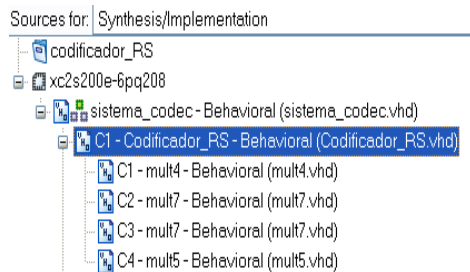 Sources for: Synthesis/Implementation
codificador_RS
xc2s200e-6pq208
sistema_codec - Behavioral (sistema_codec.vhd)
C1 - Codificador_RS - Behavioral (Codificador_RS.vhd)
C1 - mult4 - Behavioral (mult4.vhd)
C2 - mult7 - Behavioral (mult7.vhd)
C3 - mult7 - Behavioral (mult7.vhd)
C4 - mult5 - Behavioral (mult5.vhd)